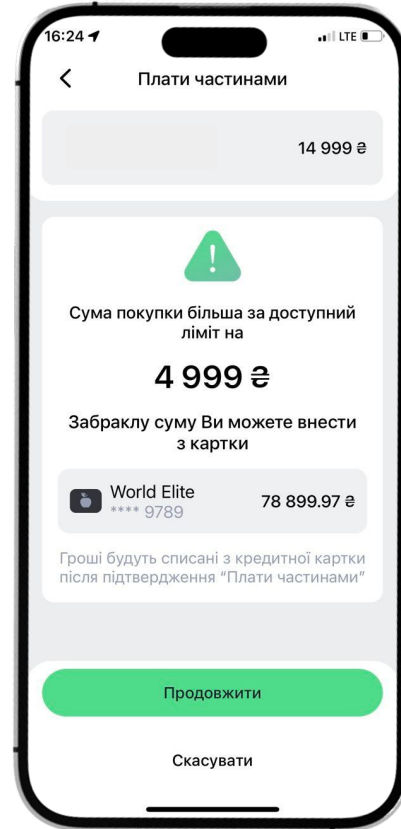 16:24 LTE
Плати частинами
14 999 ₴
Сума покупки більша за доступний
ліміт на
4 999 ₴
Забраклу суму Ви можете внести
з картки
World Elite
**** 9789
78 899.97 ₴
Гроші будуть списані з кредитної картки
після підтвердження “Плати частинами”
Продовжити
Скасувати